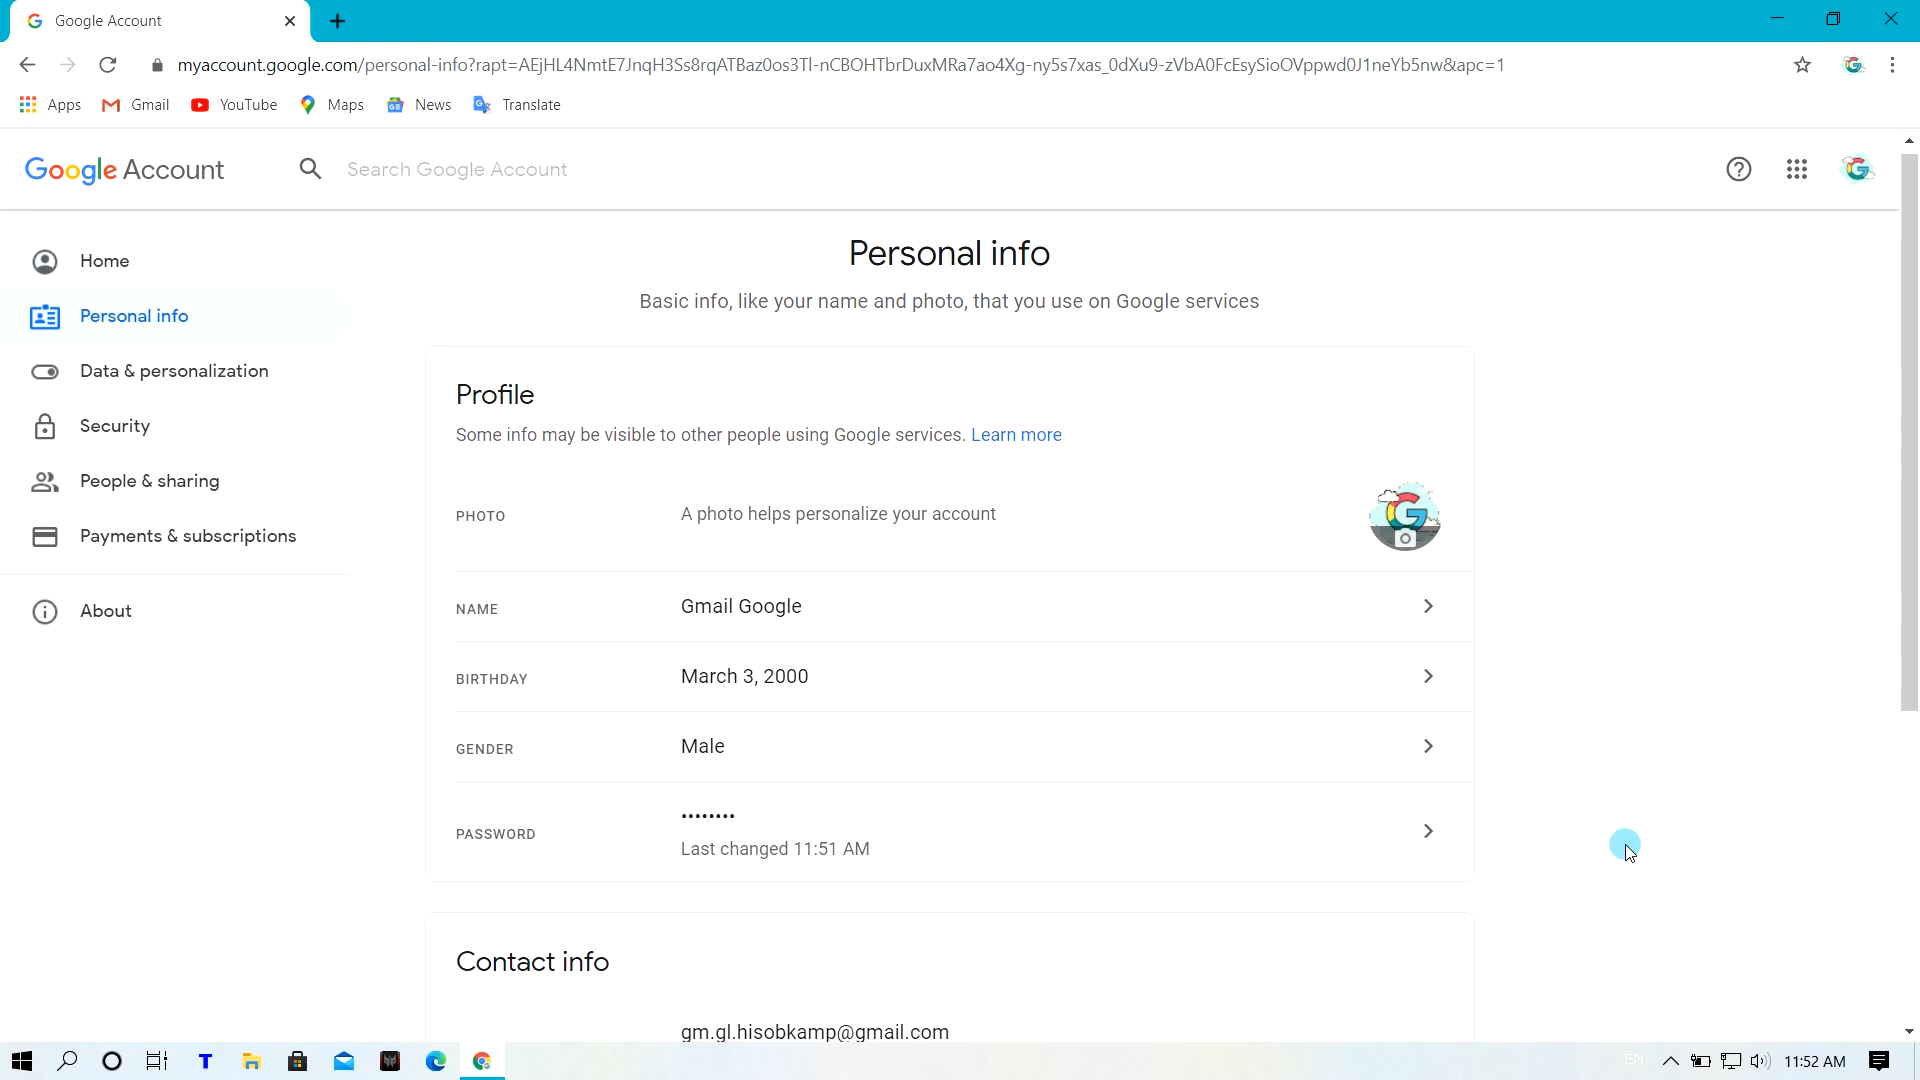 Google Account
myaccount.google.com/personal-info?rapt=AEjHL4NmtE7JnqH3Ss8rqATBaz0os3Tl-nCBOHTbrDuxMRa7ao4Xg-ny5s7xas_0dXu9-zVbA0FcEsySioOVppwd0J1neYb5nw&apc=1
Apps Gmail YouTube Maps News Translate
Google Account
Search Google Account
Home
Personal info
Data & personalization
Security
People & sharing
Payments & subscriptions
About
Personal info
Basic info, like your name and photo, that you use on Google services
Profile
Some info may be visible to other people using Google services. Learn more
PHOTO A photo helps personalize your account
NAME Gmail Google
BIRTHDAY March 3, 2000
GENDER Male
PASSWORD ••••••••
Last changed 11:51 AM
Contact info
gm.gl.hisobkamp@gmail.com
EN 11:52 AM